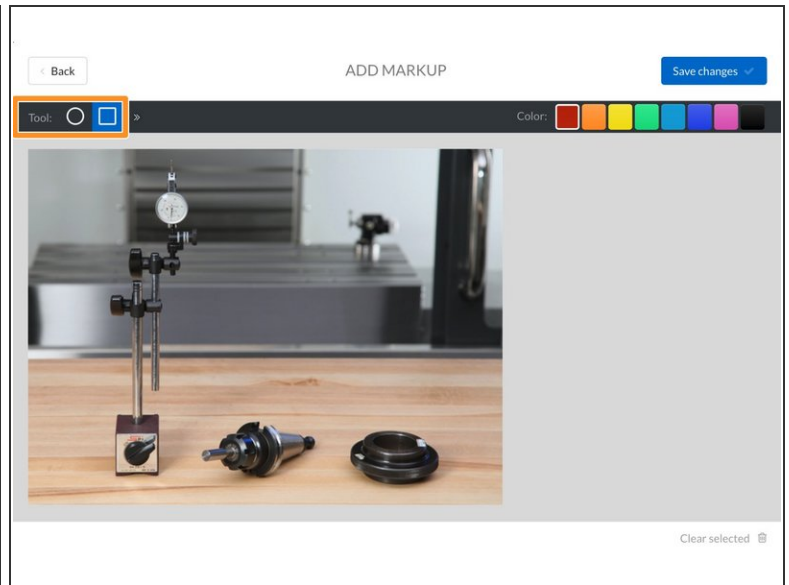 Back
ADD MARKUP
Save changes
Tool:
Color:
Clear selected